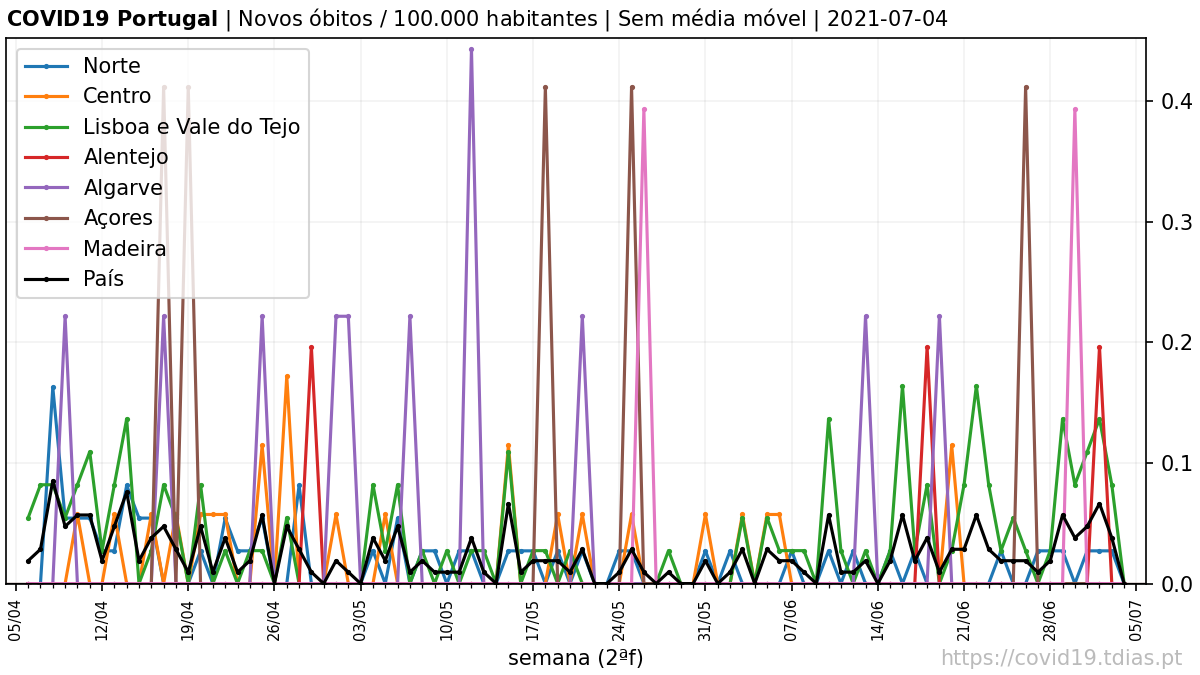 COVID19 Portugal | Novos óbitos / 100.000 habitantes | Sem média móvel | 2021-07-04
Norte
Centro
Lisboa e Vale do Tejo
Alentejo
Algarve
Açores
Madeira
País
0.4
0.3
0.2
0.1
0.0
05/04 12/04 19/04 26/04 03/05 10/05 17/05 24/05 31/05 07/06 14/06 21/06 28/06 05/07
semana (2ªf)
https://covid19.tdias.pt